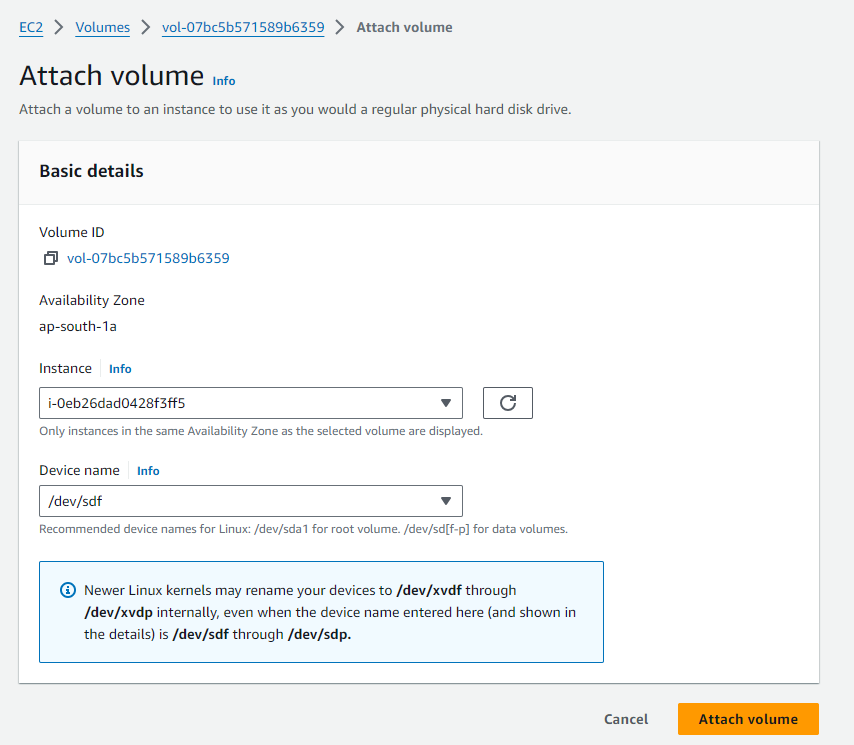 EC2 > Volumes > vol-07bc5b571589b6359 > Attach volume
Attach volume Info
Attach a volume to an instance to use it as you would a regular physical hard disk drive.
Basic details
Volume ID
vol-07bc5b571589b6359
Availability Zone
ap-south-1a
Instance Info
i-0eb26dad0428f3ff5
Only instances in the same Availability Zone as the selected volume are displayed.
Device name Info
/dev/sdf
Recommended device names for Linux: /dev/sda1 for root volume. /dev/sd[f-p] for data volumes.
Newer Linux kernels may rename your devices to /dev/xvdf through
/dev/xvdp internally, even when the device name entered here (and shown in
the details) is /dev/sdf through /dev/sdp.
Cancel Attach volume